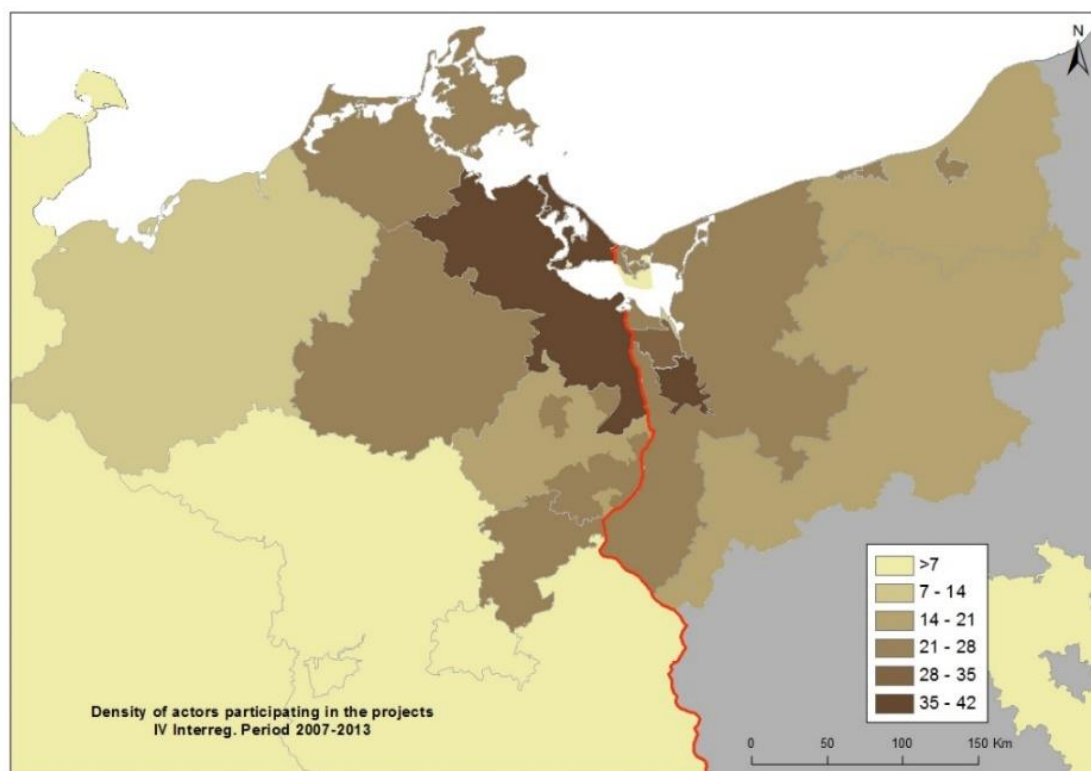 N
>7
7 - 14
14 - 21
21 - 28
28 - 35
35 - 42
Density of actors participating in the projects
IV Interreg. Period 2007-2013
0 50 100 150 Km